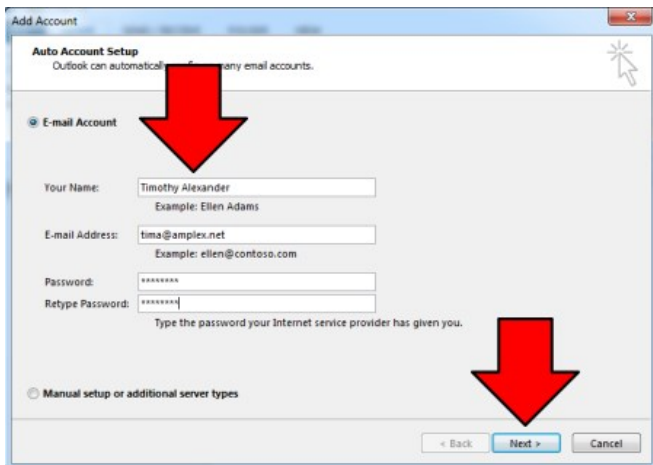 Add Account
Auto Account Setup
Outlook can automatically many email accounts.
E-mail Account
Your Name: Timothy Alexander
Example: Ellen Adams
E-mail Address: tima@amplex.net
Example: ellen@contoso.com
Password: ********
Retype Password: ********
Type the password your Internet service provider has given you.
Manual setup or additional server types
< Back Next > Cancel